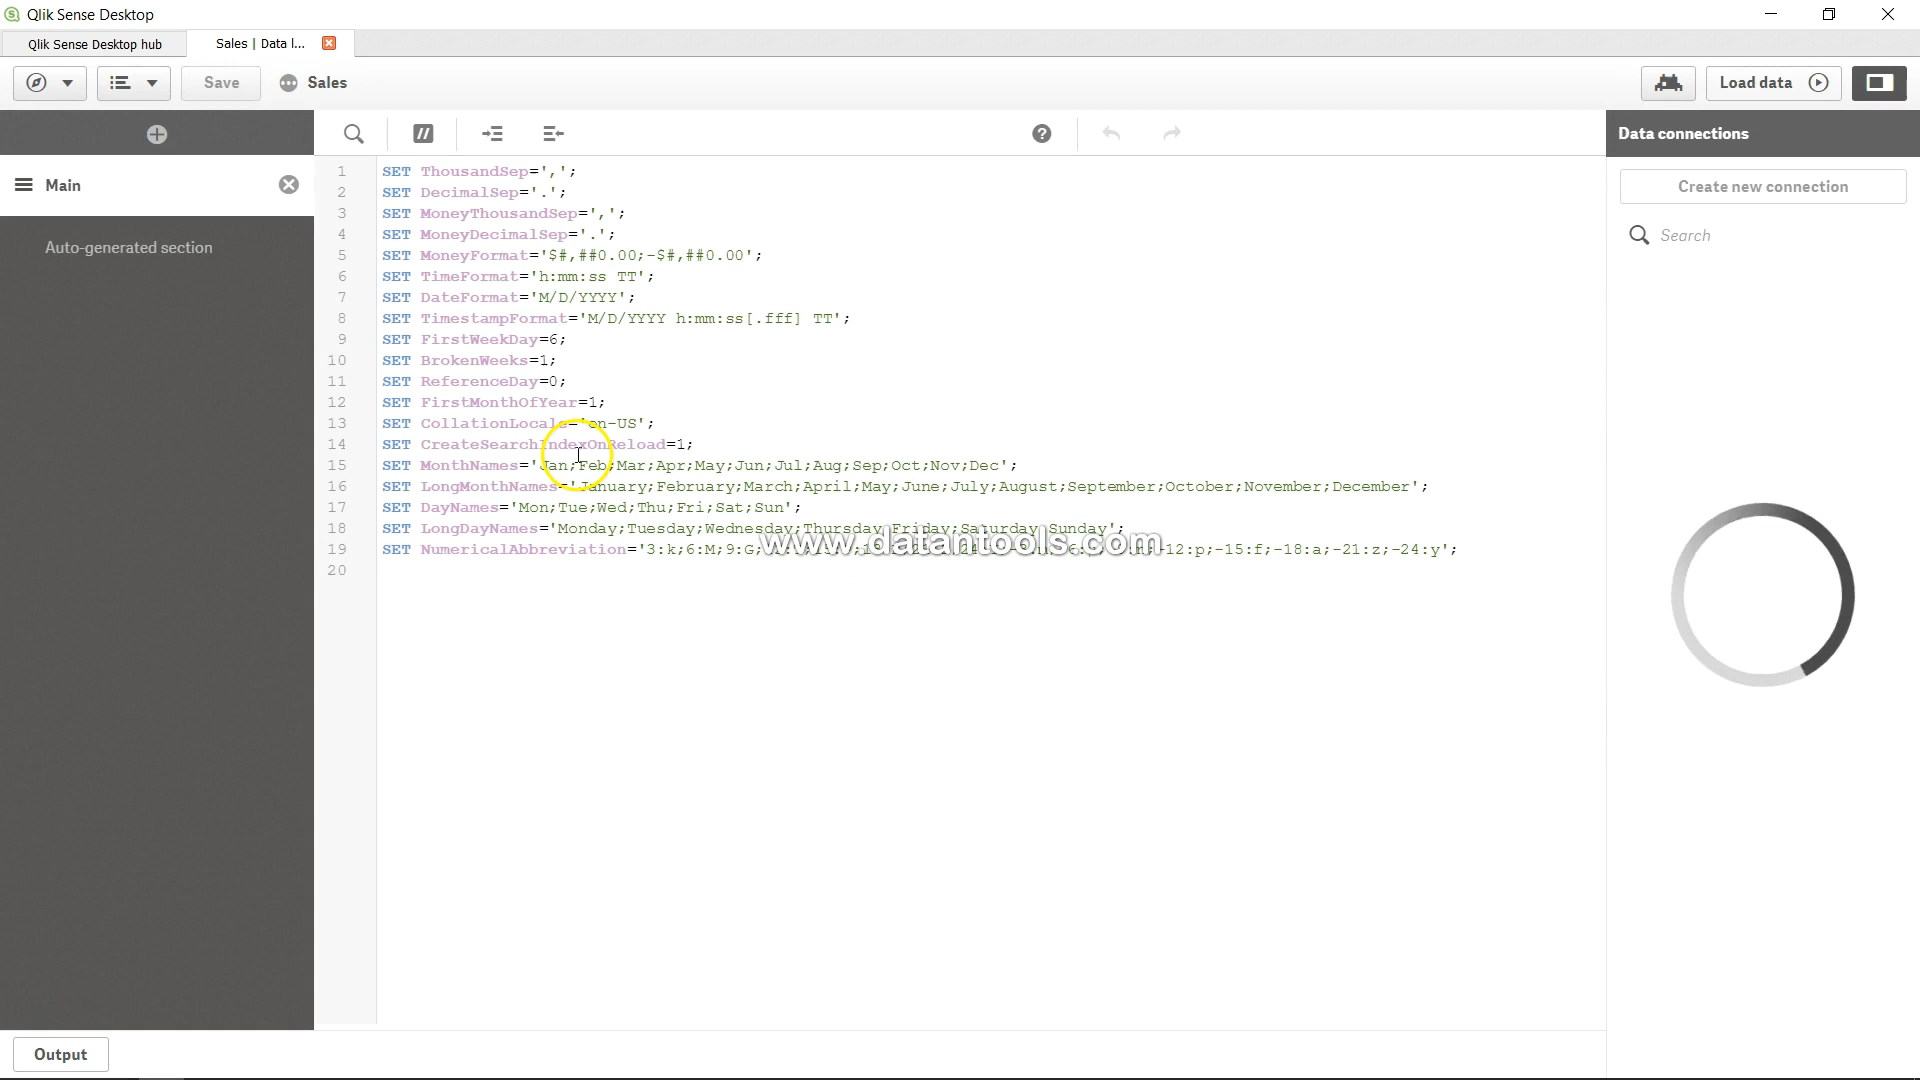 Qlik Sense Desktop
Qlik Sense Desktop hub
Sales | Data l...
Save
Sales
Load data
Data connections
Main
Create new connection
Search
Auto-generated section
1 SET ThousandSep=',';
2 SET DecimalSep='.';
3 SET MoneyThousandSep=',';
4 SET MoneyDecimalSep='.';
5 SET MoneyFormat='$#,##0.00;-$#,##0.00';
6 SET TimeFormat='h:mm:ss TT';
7 SET DateFormat='M/D/YYYY';
8 SET TimestampFormat='M/D/YYYY h:mm:ss[.fff] TT';
9 SET FirstWeekDay=6;
10 SET BrokenWeeks=1;
11 SET ReferenceDay=0;
12 SET FirstMonthOfYear=1;
13 SET CollationLocale='en-US';
14 SET CreateSearchIndexOnReload=1;
15 SET MonthNames='Jan;Feb;Mar;Apr;May;Jun;Jul;Aug;Sep;Oct;Nov;Dec';
16 SET LongMonthNames='January;February;March;April;May;June;July;August;September;October;November;December';
17 SET DayNames='Mon;Tue;Wed;Thu;Fri;Sat;Sun';
18 SET LongDayNames='Monday;Tuesday;Wednesday;Thursday;Friday;Saturday;Sunday';
www.datantools.com
19 SET NumericalAbbreviation='3:k;6:M;9:G; -12:p;-15:f;-18:a;-21:z;-24:y';
20
Output